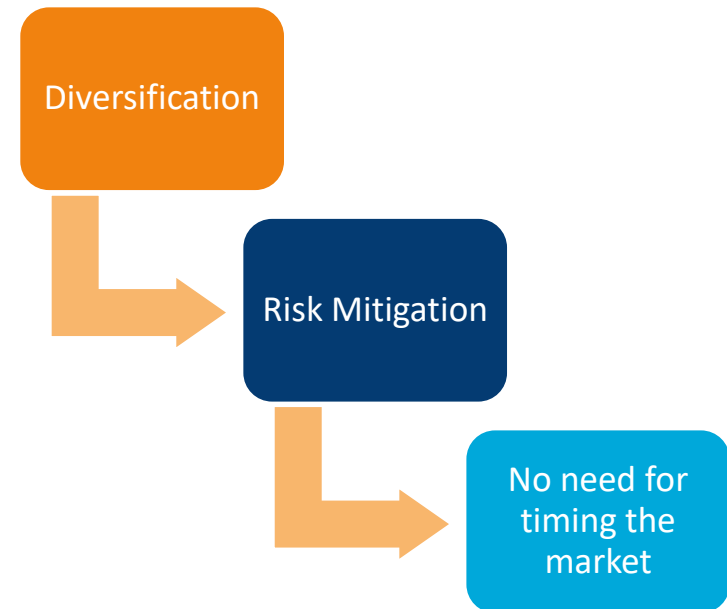 Diversification
Risk Mitigation
No need for
timing the
market